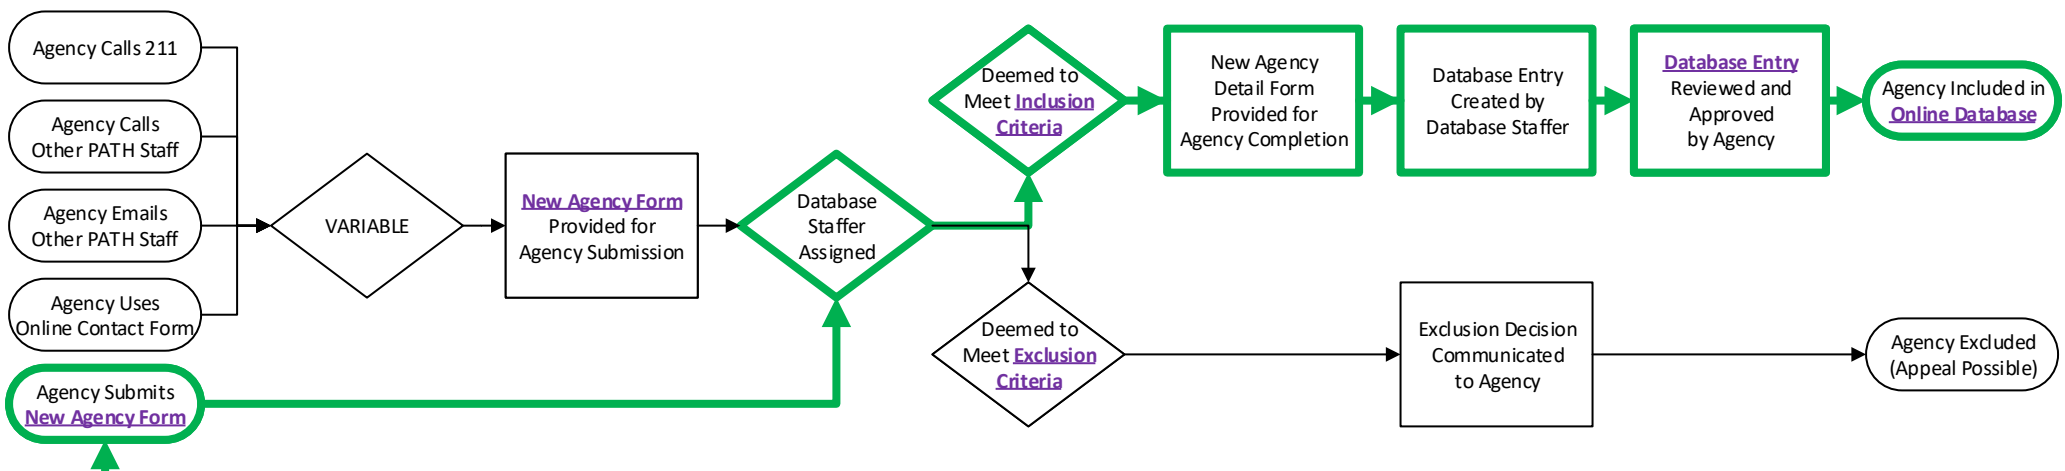 Agency Calls 211
Agency Calls
Other PATH Staff
Agency Emails
Other PATH Staff
Agency Uses
Online Contact Form
Agency Submits
New Agency Form
VARIABLE
New Agency Form
Provided for
Agency Submission
Database
Staffer
Assigned
Deemed to
Meet Inclusion
Criteria
New Agency
Detail Form
Provided for
Agency Completion
Database Entry
Created by
Database Staffer
Database Entry
Reviewed and
Approved
by Agency
Agency Included in
Online Database
Deemed to
Meet Exclusion
Criteria
Exclusion Decision
Communicated
to Agency
Agency Excluded
(Appeal Possible)